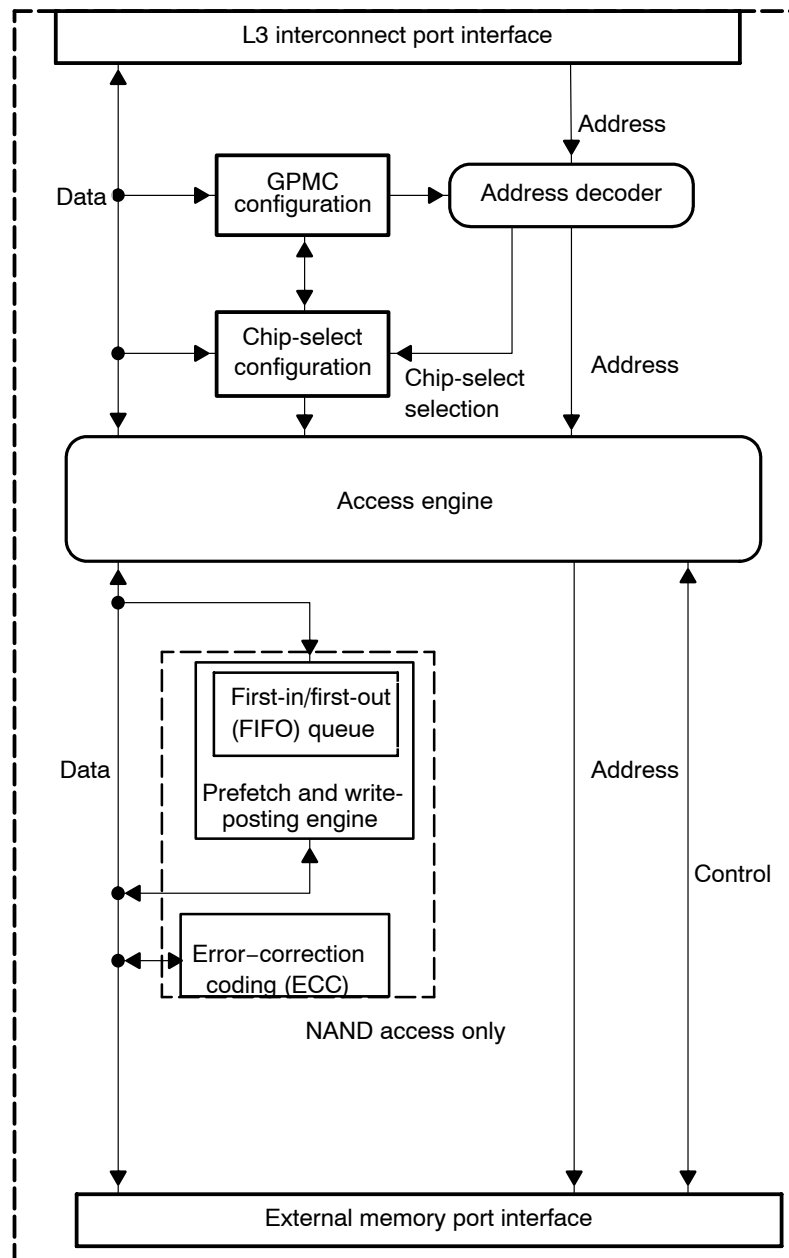 L3 interconnect port interface
Address
GPMC
configuration
Address decoder
Data
Chip-select
configuration
Chip-select
selection
Address
Access engine
First-in/first-out
(FIFO) queue
Data
Prefetch and write-
posting engine
Address
Control
Error−correction
coding (ECC)
NAND access only
External memory port interface